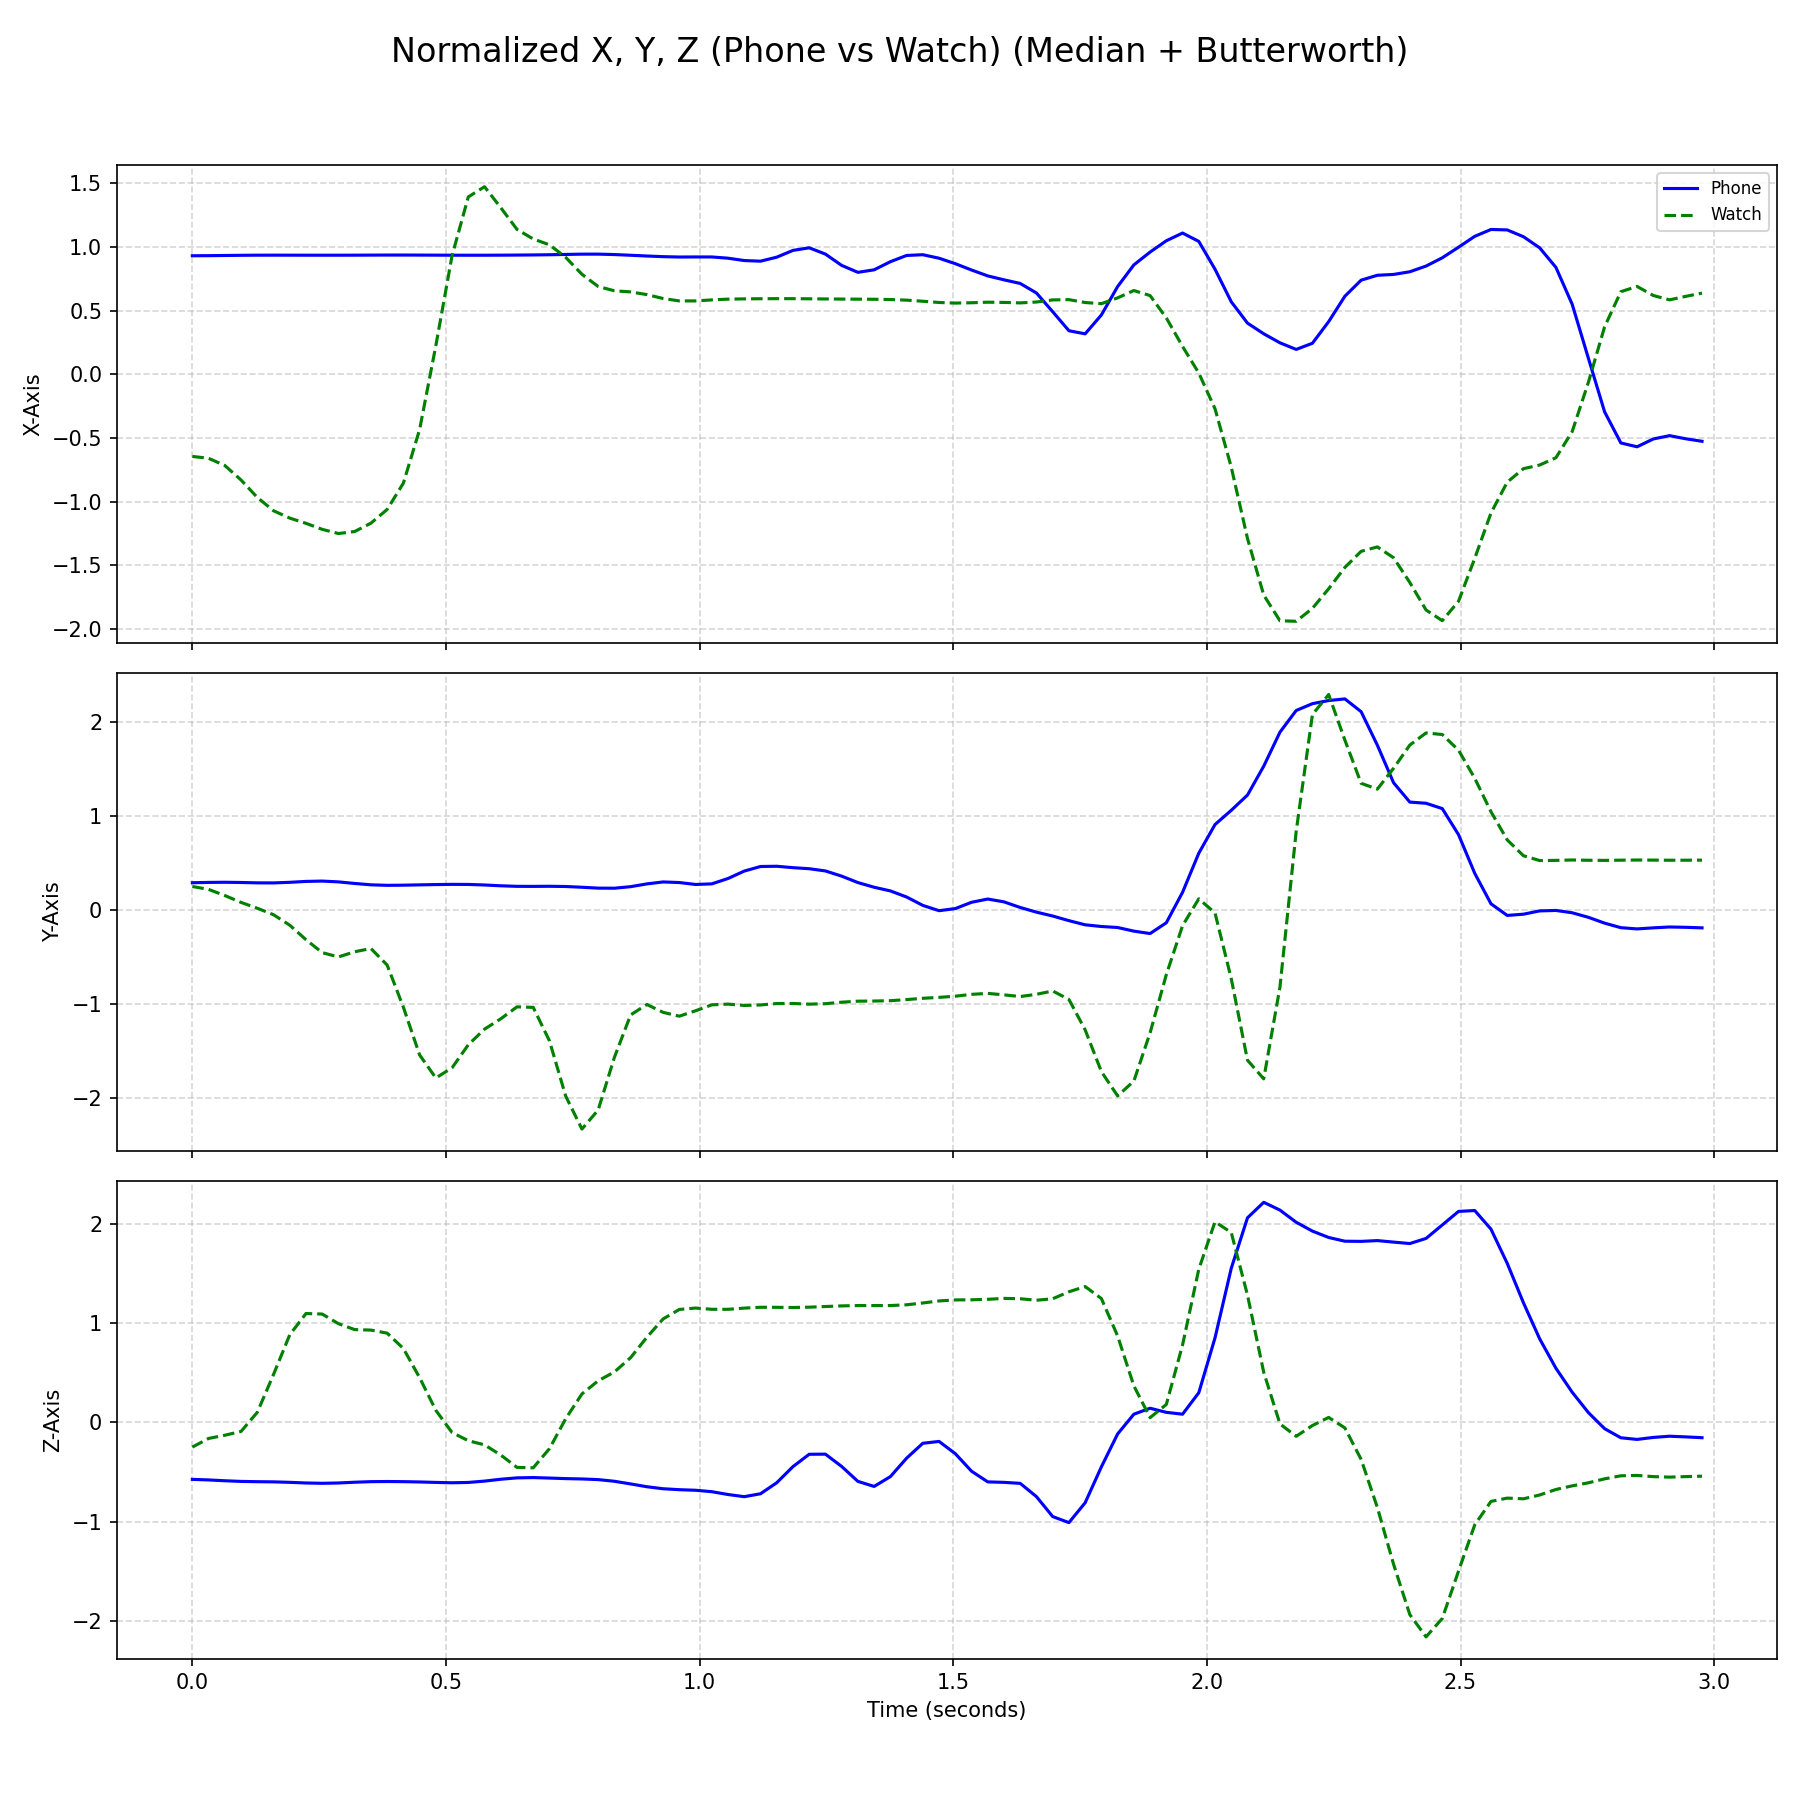 Normalized X, Y, Z (Phone vs Watch) (Median + Butterworth)
Phone
Watch
1.5
1.0
0.5
0.0
−0.5
−1.0
−1.5
−2.0
X-Axis
2
1
0
−1
−2
Y-Axis
2
1
0
−1
−2
Z-Axis
0.0 0.5 1.0 1.5 2.0 2.5 3.0
Time (seconds)